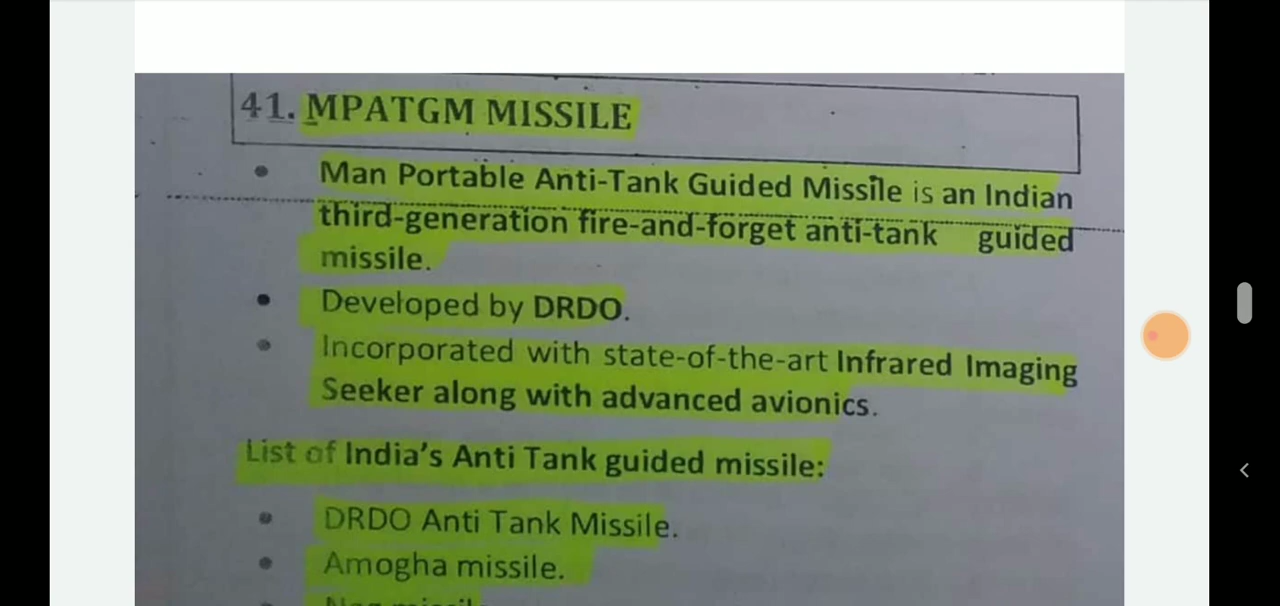 41. MPATGM MISSILE
• Man Portable Anti-Tank Guided Missile is an Indian
third-generation fire-and-forget anti-tank guided
missile.
• Developed by DRDO.
• Incorporated with state-of-the-art Infrared Imaging
Seeker along with advanced avionics.
List of India's Anti Tank guided missile:
• DRDO Anti Tank Missile.
• Amogha missile.